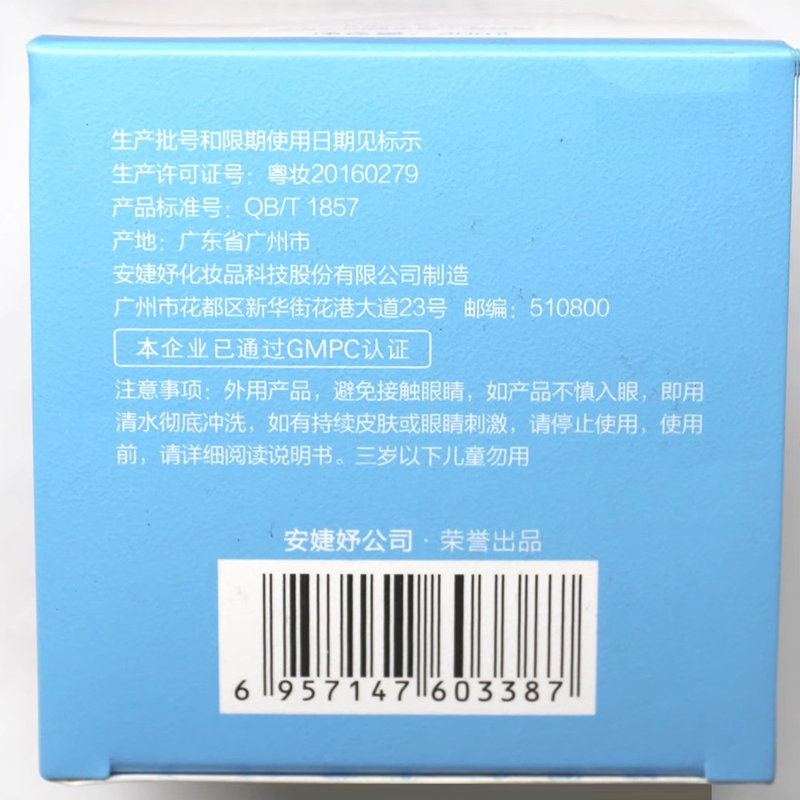 生产批号和限期使用日期见标示
生产许可证号：粤妆20160279
产品标准号：QB/T 1857
产地：广东省广州市
安婕妤化妆品科技股份有限公司制造
广州市花都区新华街花港大道23号 邮编：510800
本企业已通过GMPC认证
注意事项：外用产品，避免接触眼睛，如产品不慎入眼，即用
清水彻底冲洗，如有持续皮肤或眼睛刺激，请停止使用，使用
前，请详细阅读说明书。三岁以下儿童勿用
安婕妤公司·荣誉出品
6 957147 603387